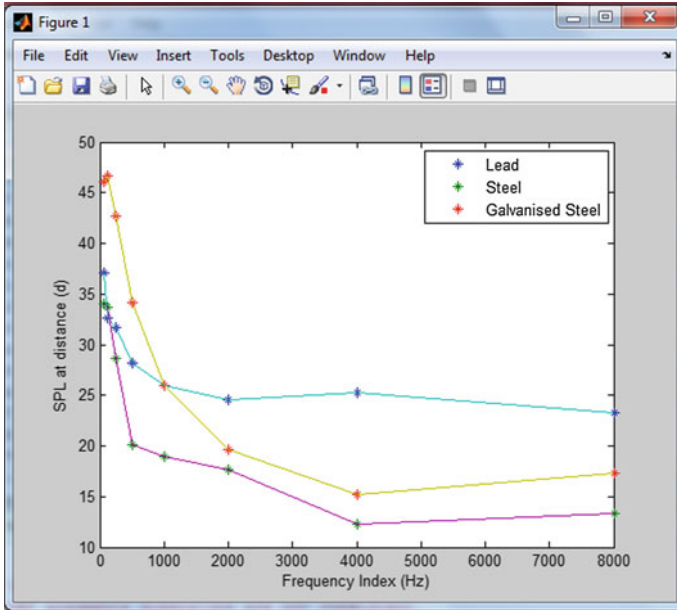 Figure 1
File Edit View Insert Tools Desktop Window Help
50
45
40
35
30
25
20
15
10
SPL at distance (d)
Lead
Steel
Galvanised Steel
0 1000 2000 3000 4000 5000 6000 7000 8000
Frequency Index (Hz)